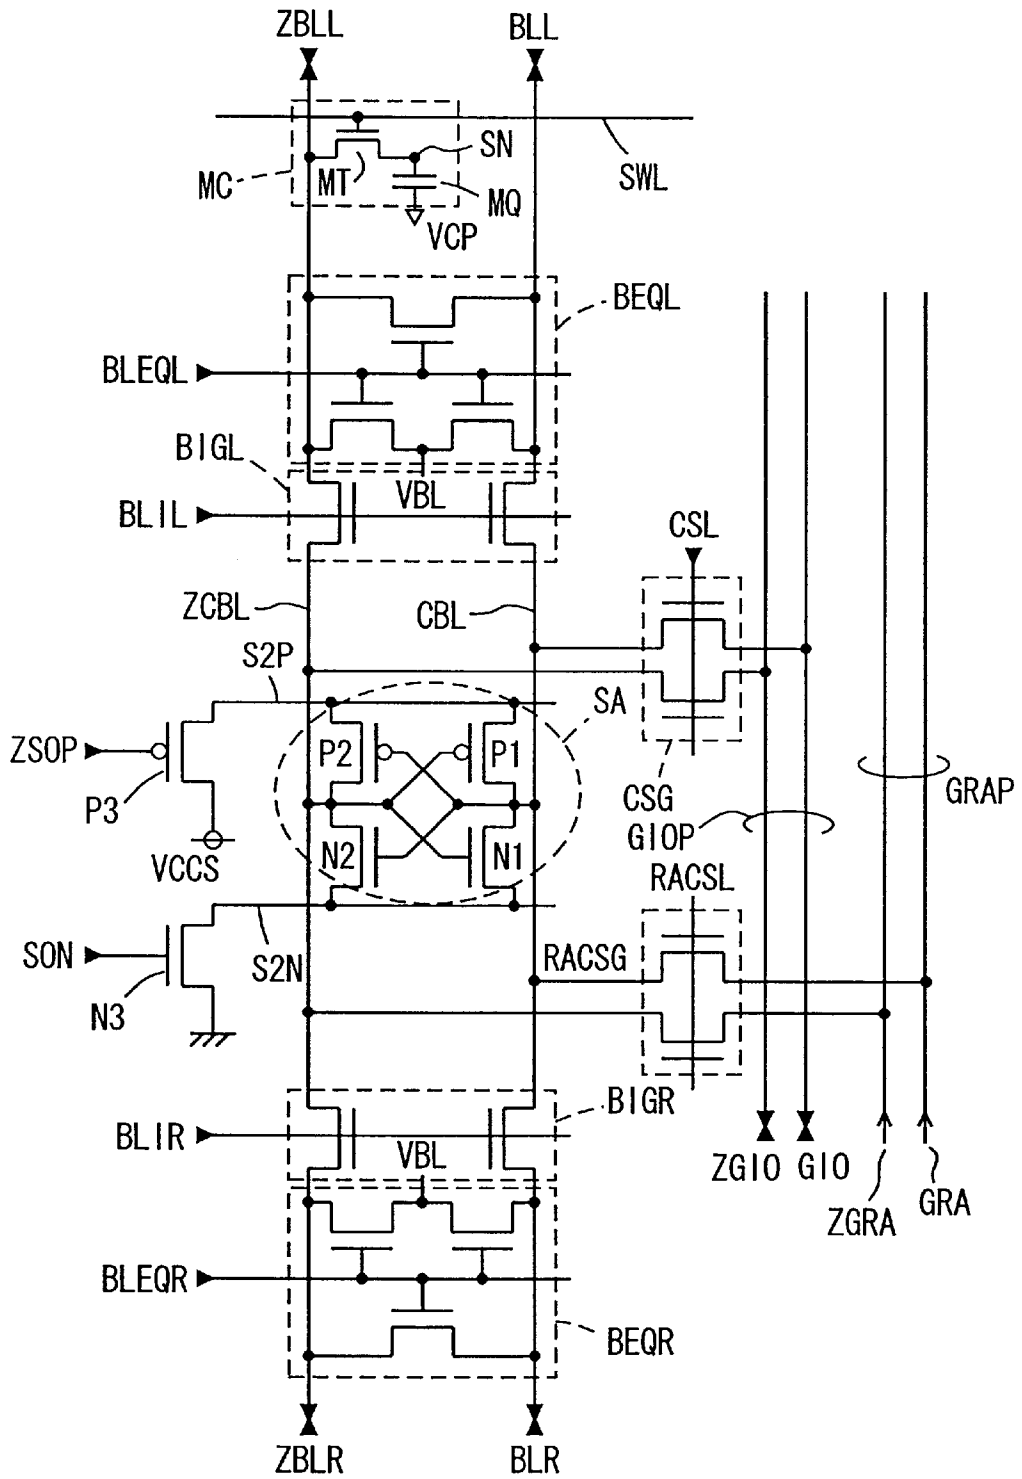 ZBLL BLL
SN
MC MT MQ SWL
VCP
BEQL
BLEQL
BIGL
VBL
BLIL CSL
ZCBL CBL
S2P
SA
ZSOP P2 P1
P3 CSG GRAP
GIOP
VCCS N2 N1 RACSL
SON S2N RACSG
N3
BIGR
BLIR VBL ZGIO GIO
ZGRA GRA
BLEQR
BEQR
ZBLR BLR